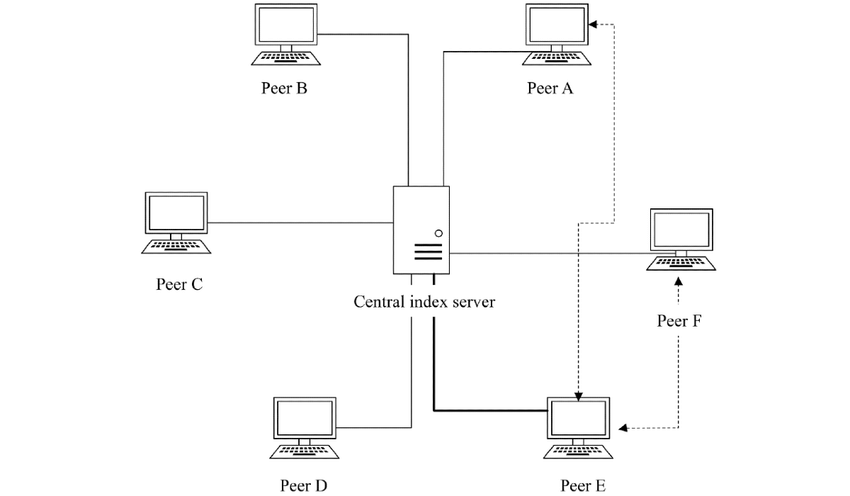 Peer B
Peer A
Peer C
Central index server
Peer F
Peer D
Peer E